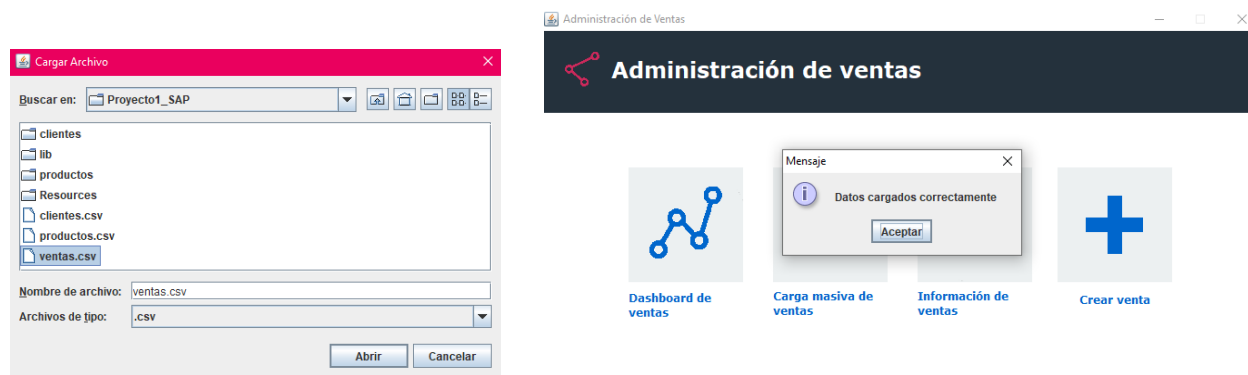 Cargar Archivo
Buscar en: Proyecto1_SAP
clientes
lib
productos
Resources
clientes.csv
productos.csv
ventas.csv
Nombre de archivo: ventas.csv
Archivos de tipo: .csv
Abrir Cancelar
Administración de Ventas
Administración de ventas
Mensaje
Datos cargados correctamente
Aceptar
Dashboard de
ventas
Carga masiva de
ventas
Información de
ventas
Crear venta